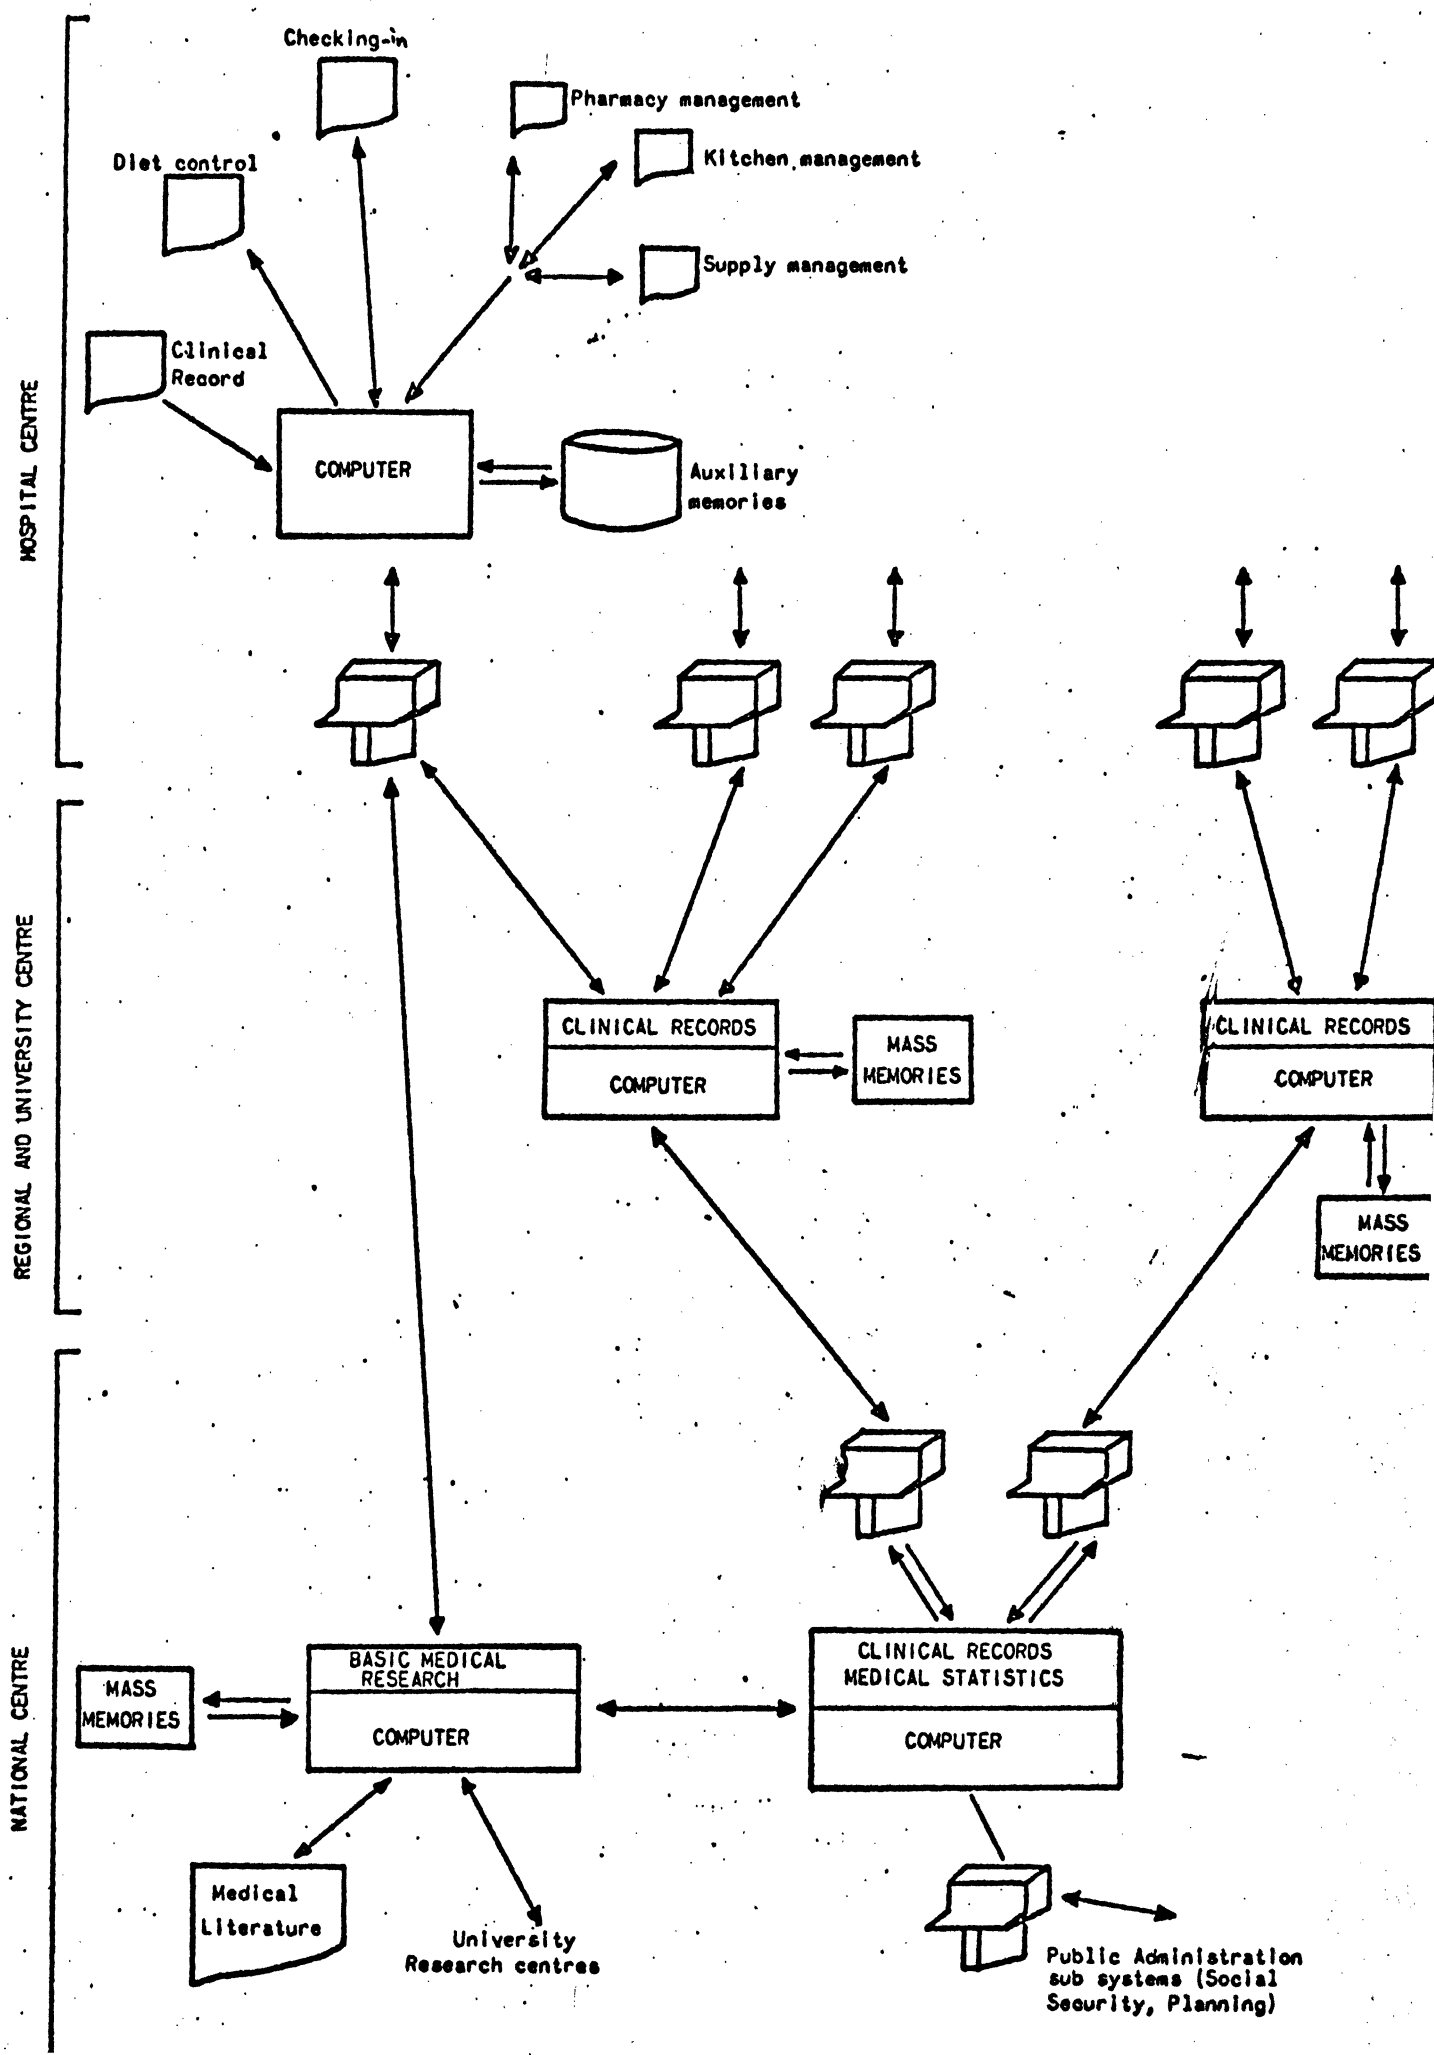 HOSPITAL CENTRE
Checking-in
Pharmacy management
Kitchen management
Diet control
Supply management
Clinical
Record
COMPUTER
Auxiliary
memories
REGIONAL AND UNIVERSITY CENTRE
CLINICAL RECORDS
COMPUTER
MASS
MEMORIES
CLINICAL RECORDS
COMPUTER
MASS
MEMORIES
NATIONAL CENTRE
MASS
MEMORIES
BASIC MEDICAL
RESEARCH
COMPUTER
CLINICAL RECORDS
MEDICAL STATISTICS
COMPUTER
Medical
Literature
University
Research centres
Public Administration
sub systems (Social
Security, Planning)